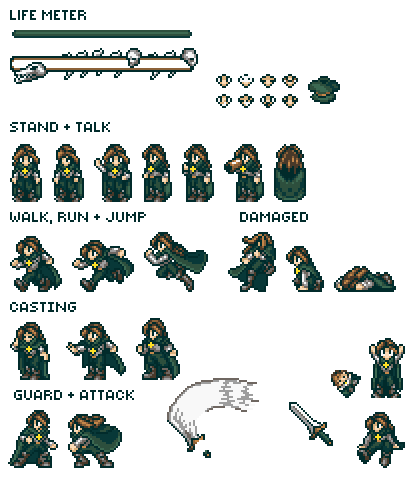 LIFE METER
STAND + TALK
WALK, RUN + JUMP
DAMAGED
CASTING
GUARD + ATTACK